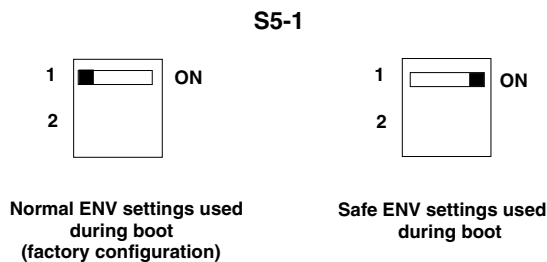 S5-1
1
ON
2
1
ON
2
Normal ENV settings used
during boot
(factory configuration)
Safe ENV settings used
during boot